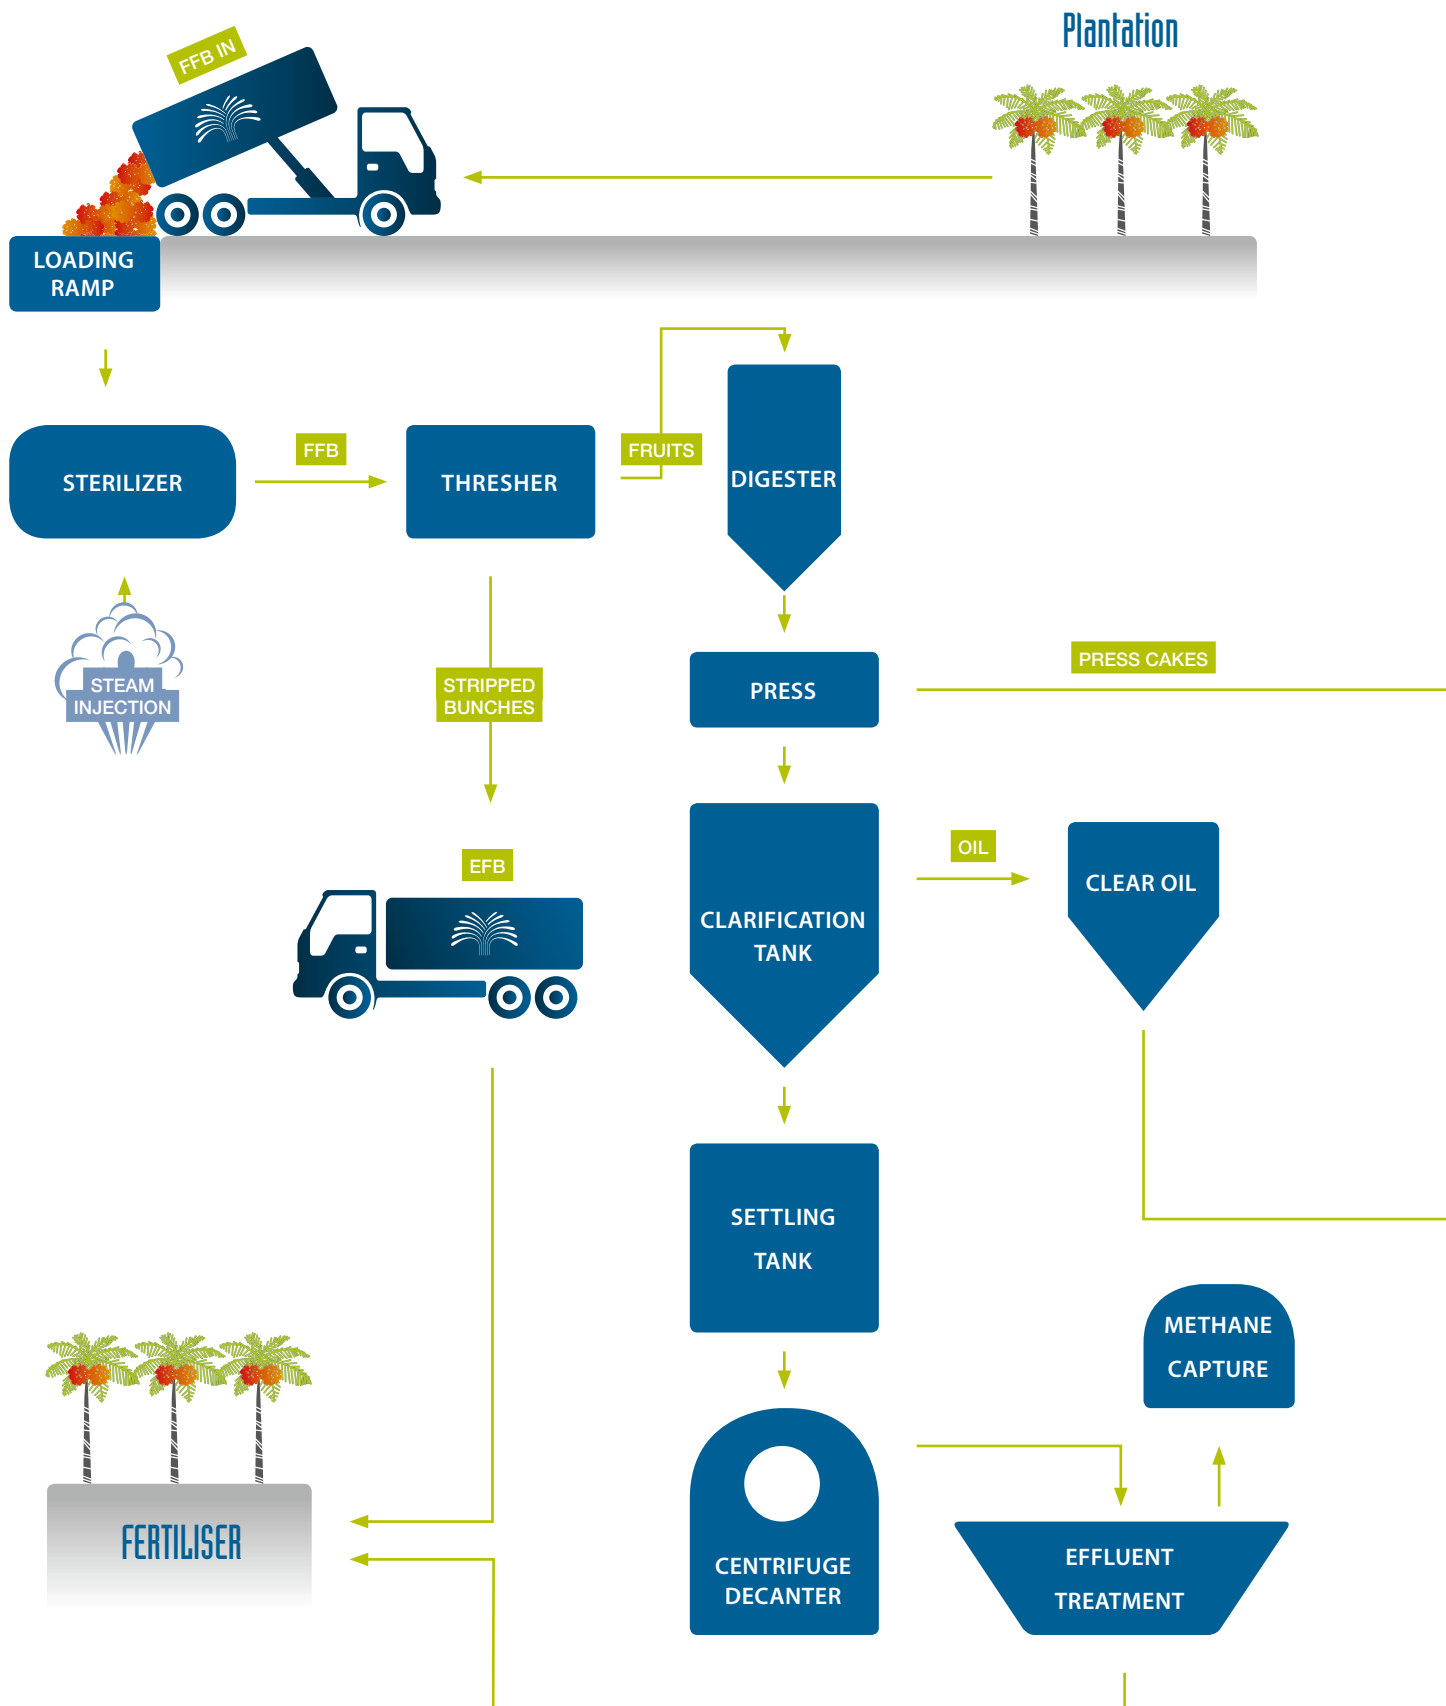 Plantation
FFB IN
LOADING
RAMP
FFB
FRUITS
STERILIZER
THRESHER
DIGESTER
STEAM
INJECTION
STRIPPED
BUNCHES
PRESS
PRESS CAKES
EFB
OIL
CLEAR OIL
CLARIFICATION
TANK
SETTLING
TANK
METHANE
CAPTURE
FERTILISER
CENTRIFUGE
DECANTER
EFFLUENT
TREATMENT